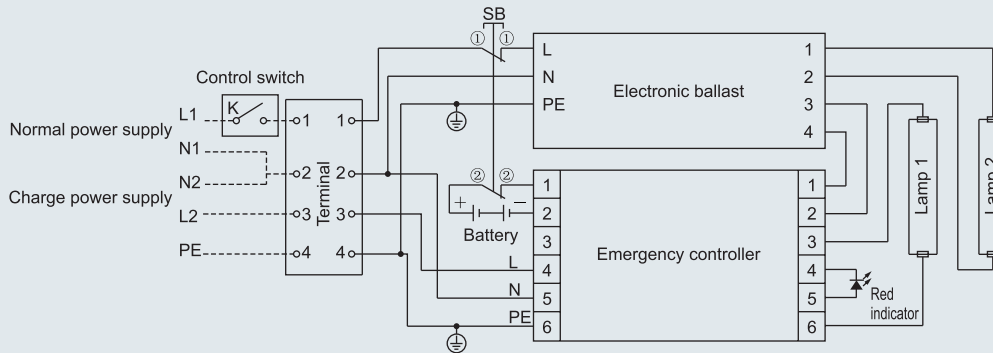 SB
① ①
L 1
N 2
Electronic ballast
PE 3
4
Control switch
K
L1
Normal power supply
N1
N2
Charge power supply
L2
PE
1 1
2 2
3 3
4 4
Terminal
② ②
+ −
Battery
L
N
PE
1 1
2 2
3 3
4 4
5 5
6 6
Emergency controller
Red
indicator
Lamp 1
Lamp 2